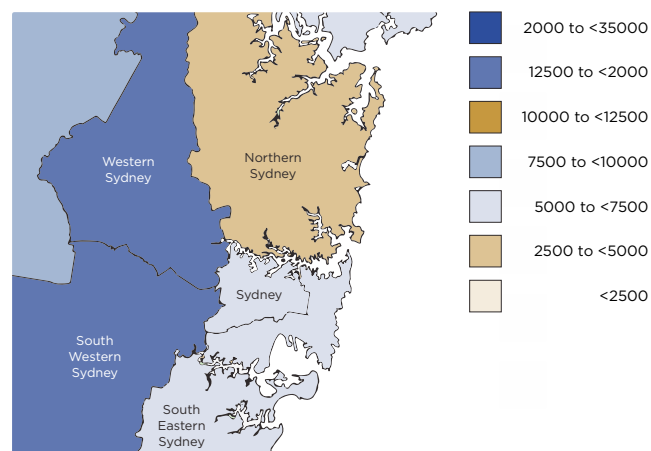 2000 to <35000
12500 to <2000
10000 to <12500
7500 to <10000
5000 to <7500
2500 to <5000
<2500
Western
Sydney
Northern
Sydney
Sydney
South
Western
Sydney
South
Eastern
Sydney